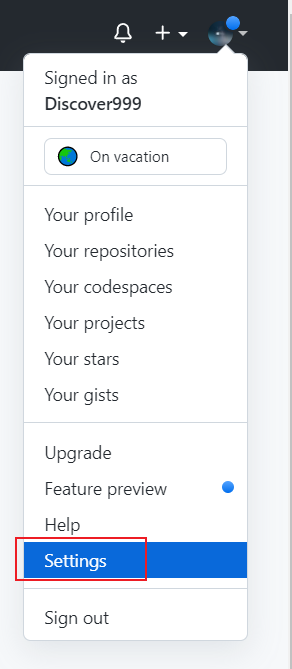 Signed in as
Discover999
On vacation
Your profile
Your repositories
Your codespaces
Your projects
Your stars
Your gists
Upgrade
Feature preview
Help
Settings
Sign out